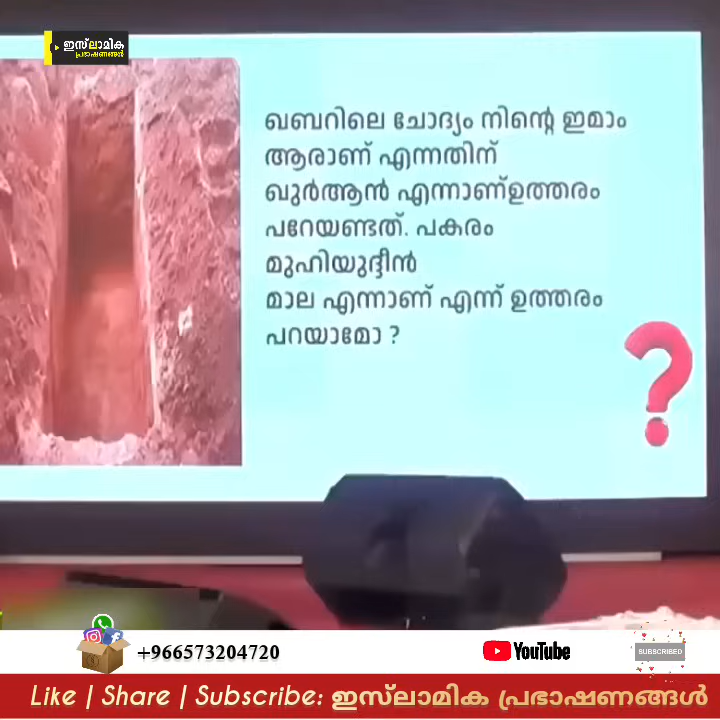 ഇസ്‌ലാമിക
പ്രഭാഷണങ്ങൾ
ഖബറിലെ ചോദ്യം നിന്റെ ഇമാം
ആരാണ് എന്നതിന്
ഖുർആൻ എന്നാണ്ഉത്തരം
പറേയണ്ടത്. പകരം
മുഹിയുദ്ദീൻ
മാല എന്നാണ് എന്ന് ഉത്തരം
പറയാമോ ?
?
+966573204720
YouTube
SUBSCRIBED
Like | Share | Subscribe: ഇസ്‌ലാമിക പ്രഭാഷണങ്ങൾ